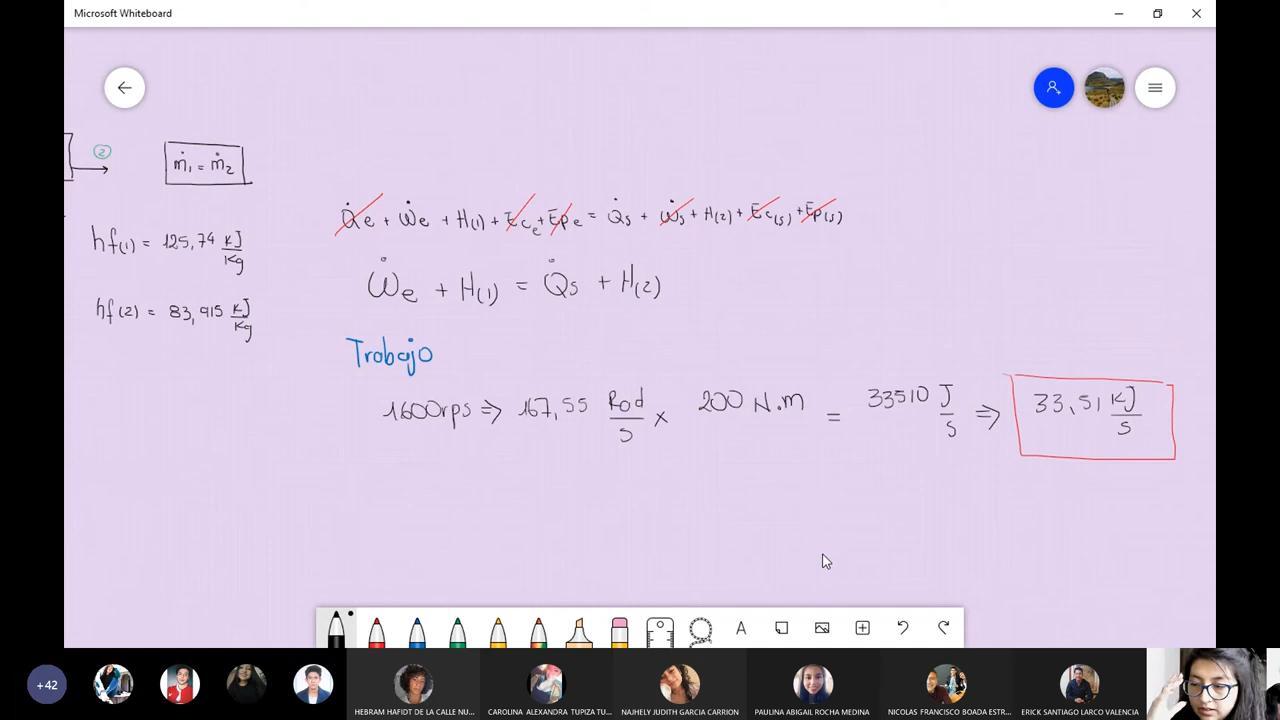 Microsoft Whiteboard
2
ṁ₁ = ṁ₂
Q̇e + Ẇe + H(1) + Ec e + Ep e = Q̇s + Ẇs + H(2) + Ec(s) + Ep(s)
hf(1) = 125,74 KJ/Kg
Ẇe + H(1) = Q̇s + H(2)
hf(2) = 83,915 KJ/Kg
Trabajo
1600rps ⇒ 167,55 Rad/s x 200 N.m = 33510 J/s ⇒ 33,51 KJ/s
A
+42
HEBRAM HAFIDT DE LA CALLE NU...
CAROLINA ALEXANDRA TUPIZA TU...
NAJHELY JUDITH GARCIA CARRION
PAULINA ABIGAIL ROCHA MEDINA
NICOLAS FRANCISCO BOADA ESTR...
ERICK SANTIAGO LARCO VALENCIA